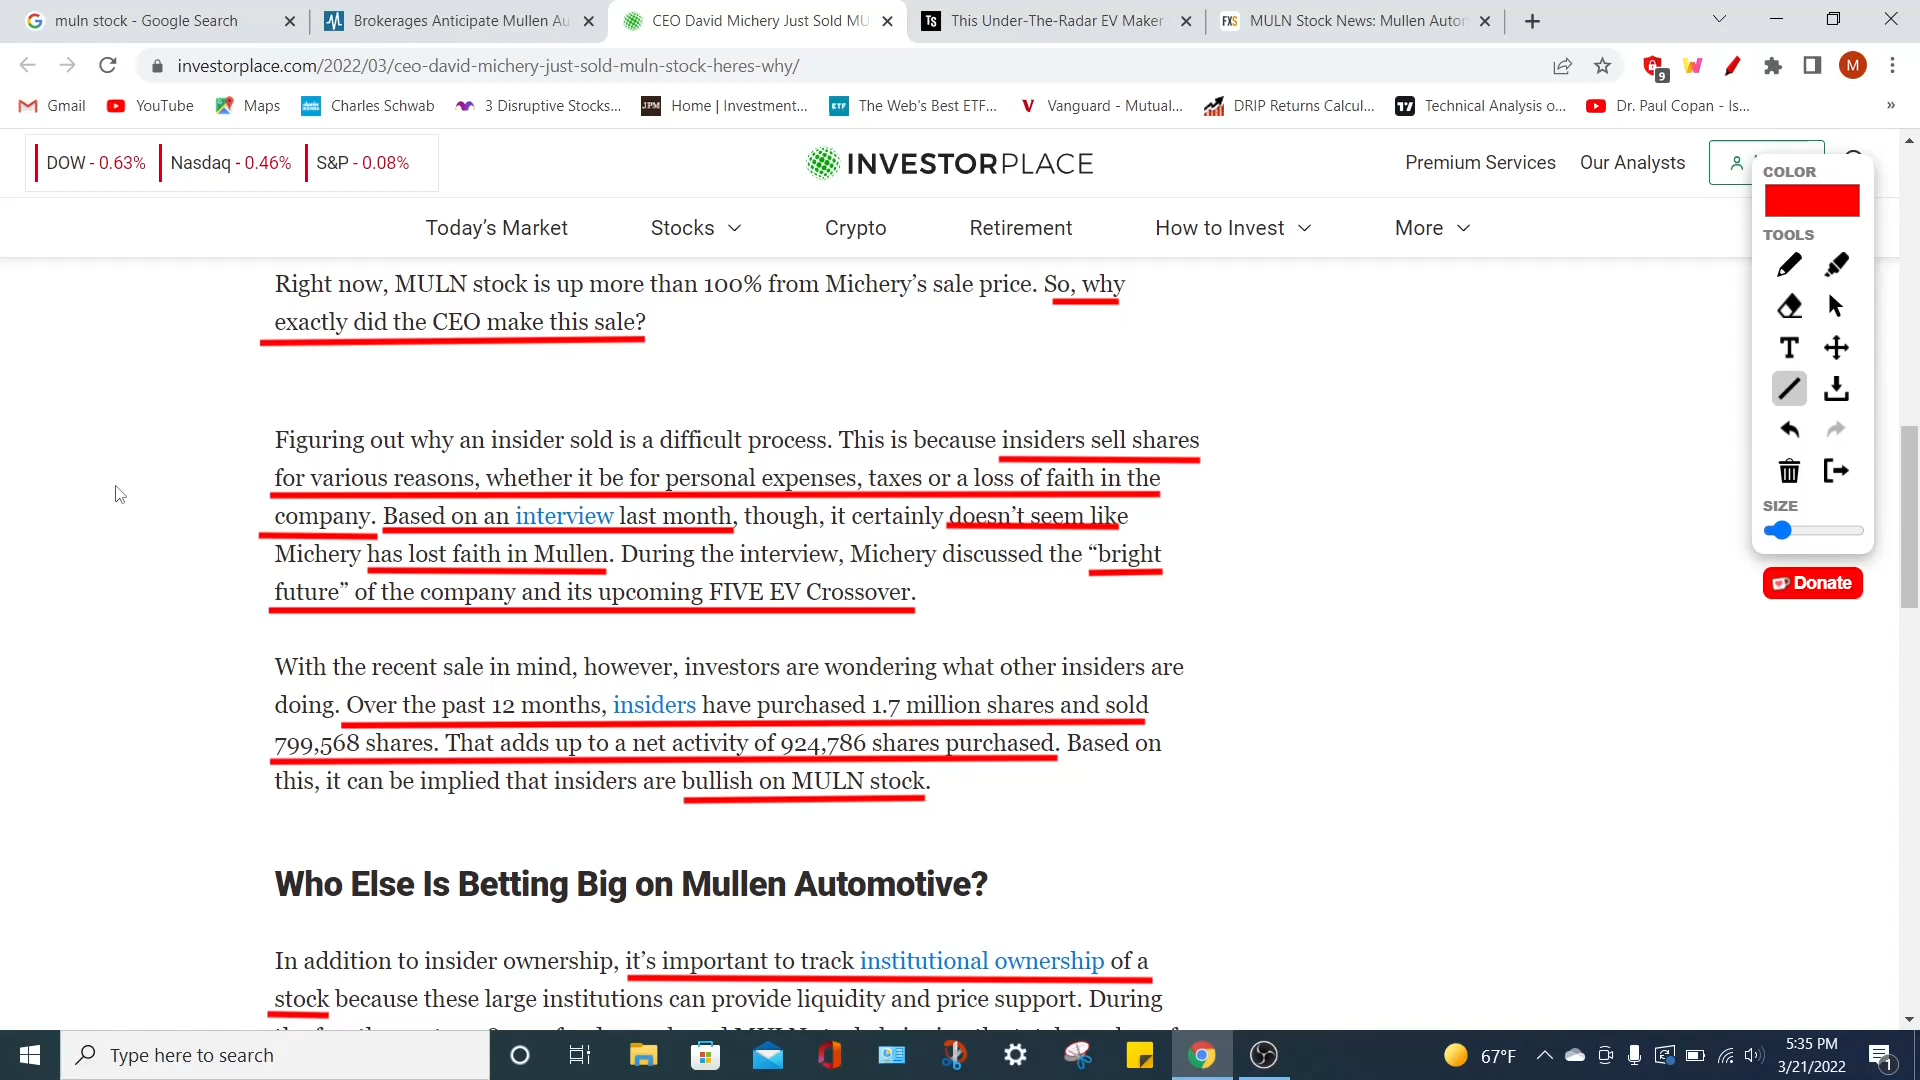 muln stock - Google Search
Brokerages Anticipate Mullen Au
CEO David Michery Just Sold MU
This Under-The-Radar EV Maker
MULN Stock News: Mullen Auton
investorplace.com/2022/03/ceo-david-michery-just-sold-muln-stock-heres-why/
9
M
Gmail
YouTube
Maps
Charles Schwab
3 Disruptive Stocks...
Home | Investment...
The Web's Best ETF...
Vanguard - Mutual...
DRIP Returns Calcul...
Technical Analysis o...
Dr. Paul Copan - Is...
»
DOW - 0.63%
Nasdaq - 0.46%
S&P - 0.08%
INVESTORPLACE
Premium Services
Our Analysts
Today's Market
Stocks
Crypto
Retirement
How to Invest
More
Right now, MULN stock is up more than 100% from Michery's sale price. So, why
exactly did the CEO make this sale?
Figuring out why an insider sold is a difficult process. This is because insiders sell shares
for various reasons, whether it be for personal expenses, taxes or a loss of faith in the
company. Based on an interview last month, though, it certainly doesn't seem like
Michery has lost faith in Mullen. During the interview, Michery discussed the “bright
future” of the company and its upcoming FIVE EV Crossover.
With the recent sale in mind, however, investors are wondering what other insiders are
doing. Over the past 12 months, insiders have purchased 1.7 million shares and sold
799,568 shares. That adds up to a net activity of 924,786 shares purchased. Based on
this, it can be implied that insiders are bullish on MULN stock.
Who Else Is Betting Big on Mullen Automotive?
In addition to insider ownership, it's important to track institutional ownership of a
stock because these large institutions can provide liquidity and price support. During
COLOR
TOOLS
T
SIZE
Donate
Type here to search
67°F
5:35 PM
3/21/2022
1